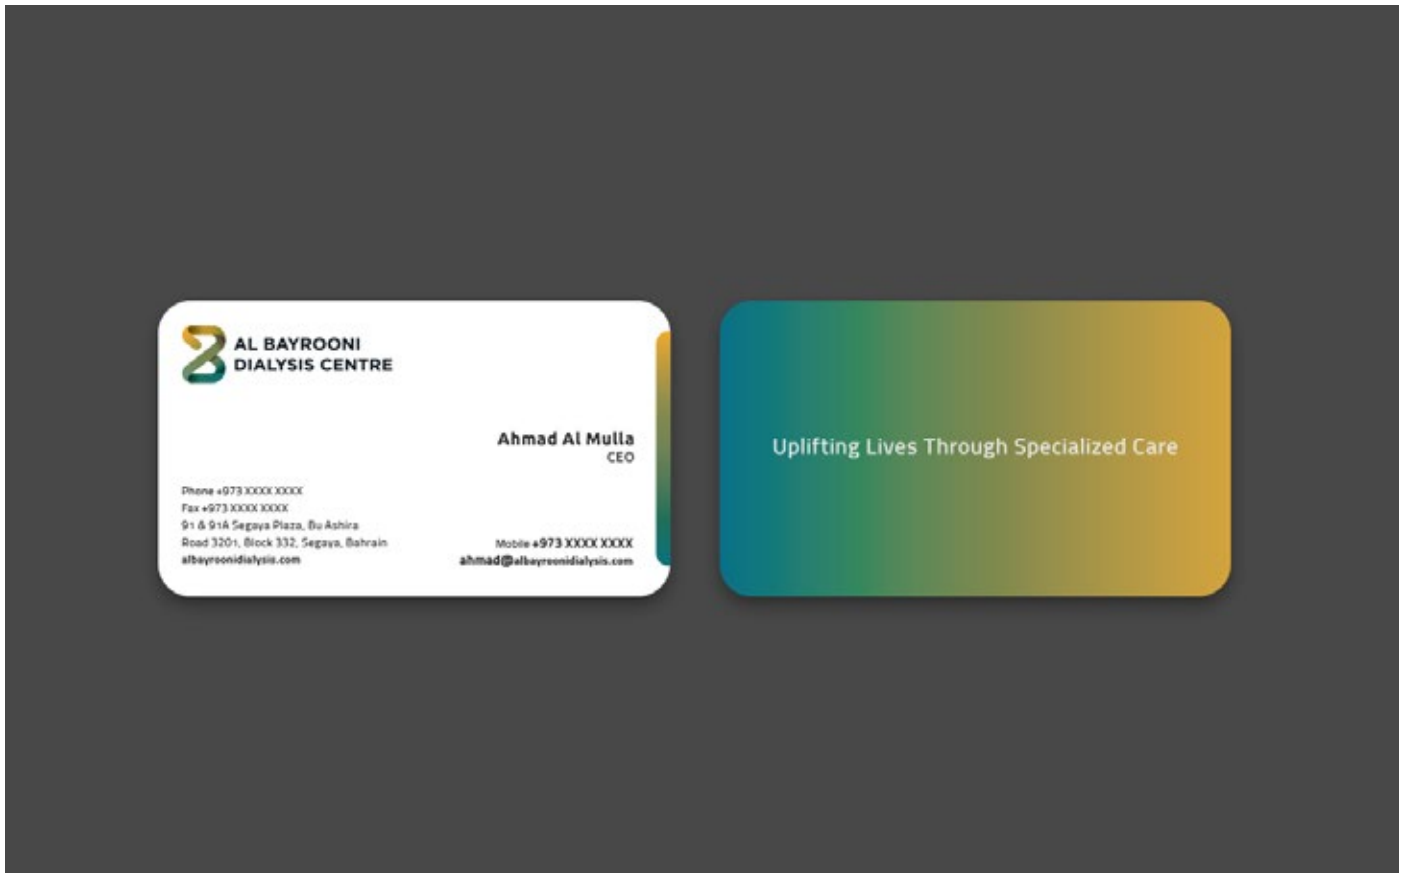 AL BAYROONI
DIALYSIS CENTRE
Ahmad Al Mulla
CEO
Phone +973 XXXX XXXX
Fax +973 XXXX XXXX
91 & 91A Segaya Plaza, Bu Ashira
Road 3201, Block 332, Segaya, Bahrain
albayroonidialysis.com
Mobile +973 XXXX XXXX
ahmad@albayroonidialysis.com
Uplifting Lives Through Specialized Care